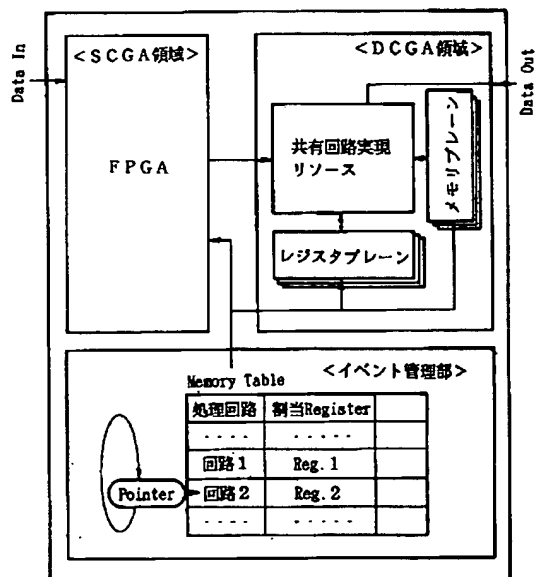 Data In
<SCGA領域>
FPGA
<DCGA領域>
共有回路実現
リソース
メモリプレーン
レジスタプレーン
Data Out
<イベント管理部>
Memory Table
処理回路 割当Register
.... .....
回路1 Reg.1
回路2 Reg.2
.... .....
Pointer